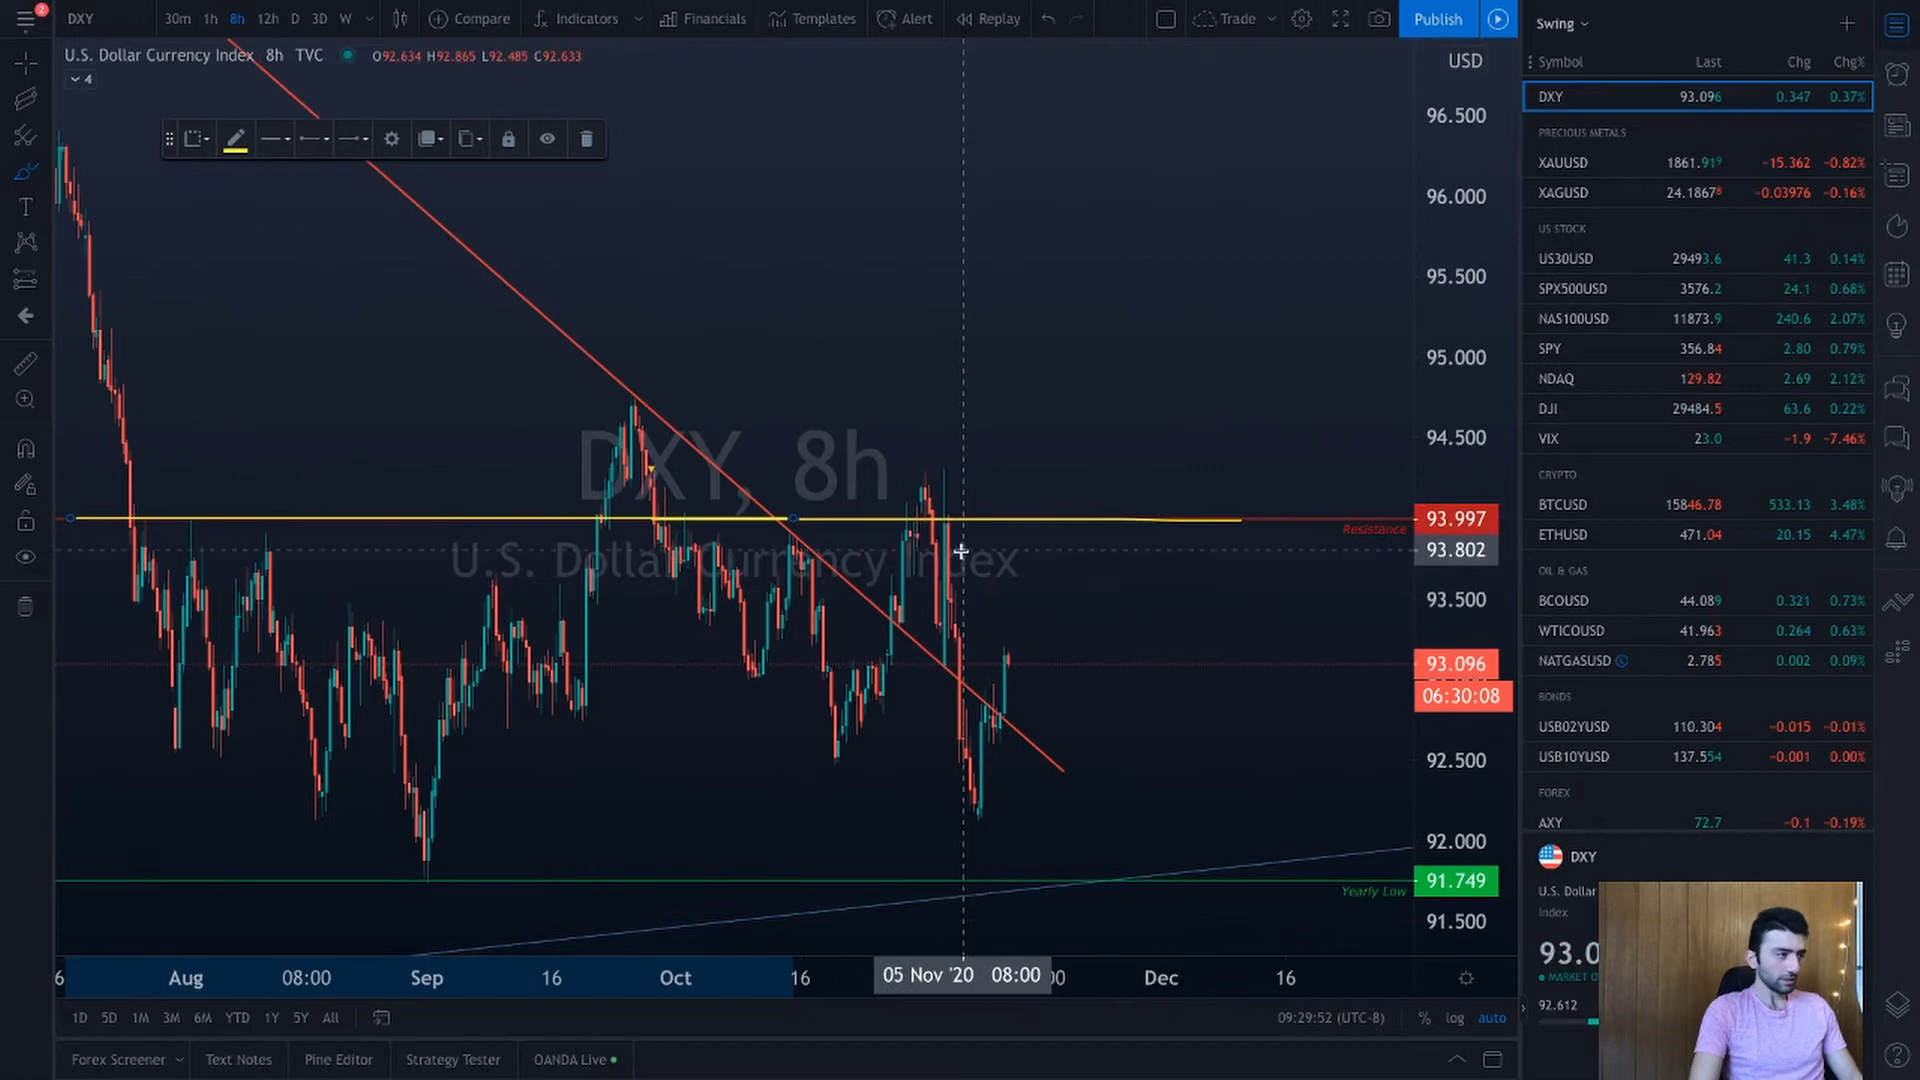 2
DXY
30m 1h 8h 12h D 3D W
Compare
Indicators
Financials
Templates
Alert
Replay
Trade
Publish
U.S. Dollar Currency Index 8h TVC
O92.634 H92.865 L92.485 C92.633
4
USD
96.500
96.000
95.500
95.000
94.500
93.997
Resistance
93.802
93.500
93.096
06:30:08
92.500
92.000
91.749
Yearly Low
91.500
DXY, 8h
U.S. Dollar Currency Index
T
6 Aug 08:00 Sep 16 Oct 16 05 Nov '20 08:00 00 Dec 16
1D 5D 1M 3M 6M YTD 1Y 5Y All
09:29:52 (UTC-8) % log auto
Forex Screener Text Notes Pine Editor Strategy Tester OANDA Live
Swing
Symbol Last Chg Chg%
DXY 93.096 0.347 0.37%
PRECIOUS METALS
XAUUSD 1861.919 −15.362 −0.82%
XAGUSD 24.18678 −0.03976 −0.16%
US STOCK
US30USD 29493.6 41.3 0.14%
SPX500USD 3576.2 24.1 0.68%
NAS100USD 11873.9 240.6 2.07%
SPY 356.84 2.80 0.79%
NDAQ 129.82 2.69 2.12%
DJI 29484.5 63.6 0.22%
VIX 23.0 −1.9 −7.46%
CRYPTO
BTCUSD 15846.78 533.13 3.48%
ETHUSD 471.04 20.15 4.47%
OIL & GAS
BCOUSD 44.089 0.321 0.73%
WTICOUSD 41.963 0.264 0.63%
NATGASUSD 2.785 0.002 0.09%
BONDS
USB02YUSD 110.304 −0.015 −0.01%
USB10YUSD 137.554 −0.001 0.00%
FOREX
AXY 72.7 −0.1 −0.19%
DXY
U.S. Dollar
Index
93.0
MARKET O
92.612